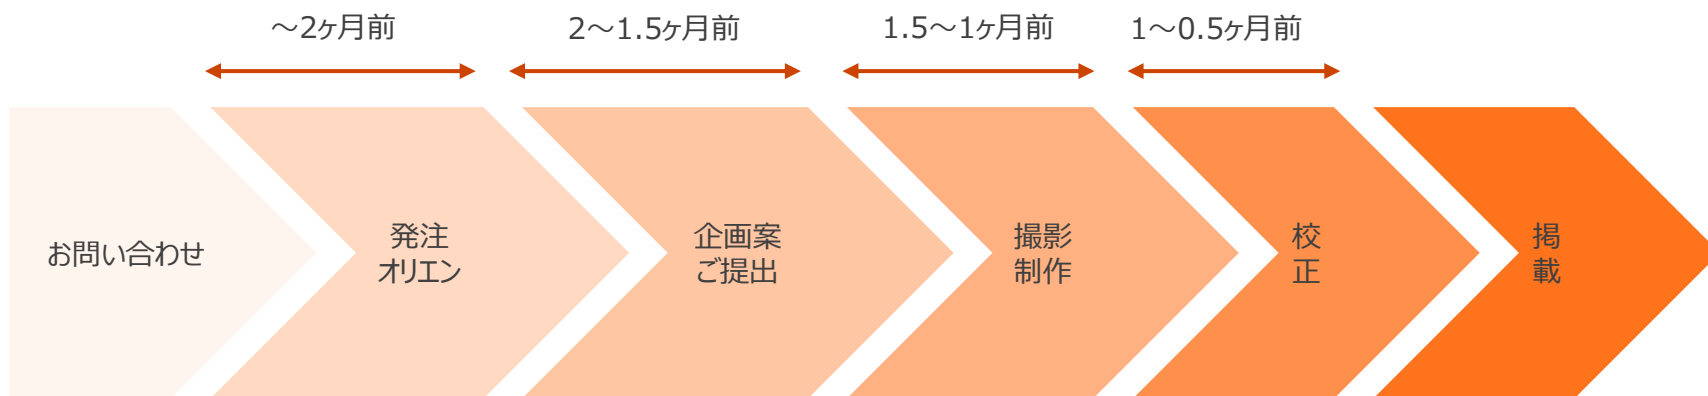 ～2ヶ月前
2～1.5ヶ月前
1.5～1ヶ月前
1～0.5ヶ月前
お問い合わせ
発注
オリエン
企画案
ご提出
撮影
制作
校
正
掲
載